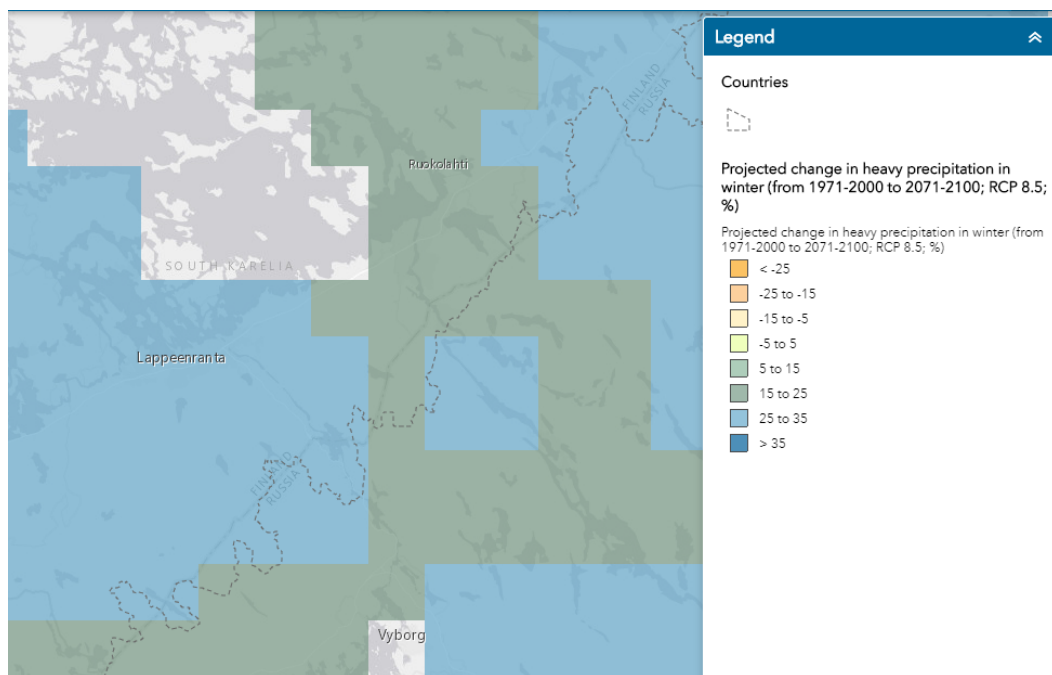 Legend
Countries
Projected change in heavy precipitation in
winter (from 1971-2000 to 2071-2100; RCP 8.5;
%)
Projected change in heavy precipitation in winter (from
1971-2000 to 2071-2100; RCP 8.5; %)
< -25
-25 to -15
-15 to -5
-5 to 5
5 to 15
15 to 25
25 to 35
> 35
FINLAND
RUSSIA
Ruokolahti
SOUTH KARELIA
Lappeenranta
FINLAND
RUSSIA
Vyborg